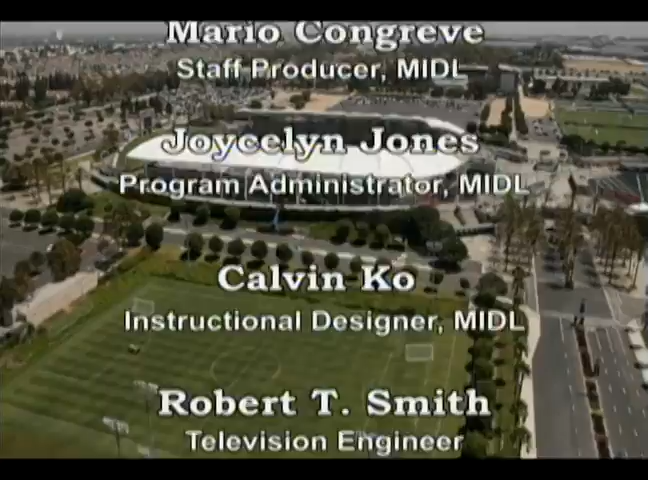 Mario Congreve
Staff Producer, MIDL
Joycelyn Jones
Program Administrator, MIDL
Calvin Ko
Instructional Designer, MIDL
Robert T. Smith
Television Engineer